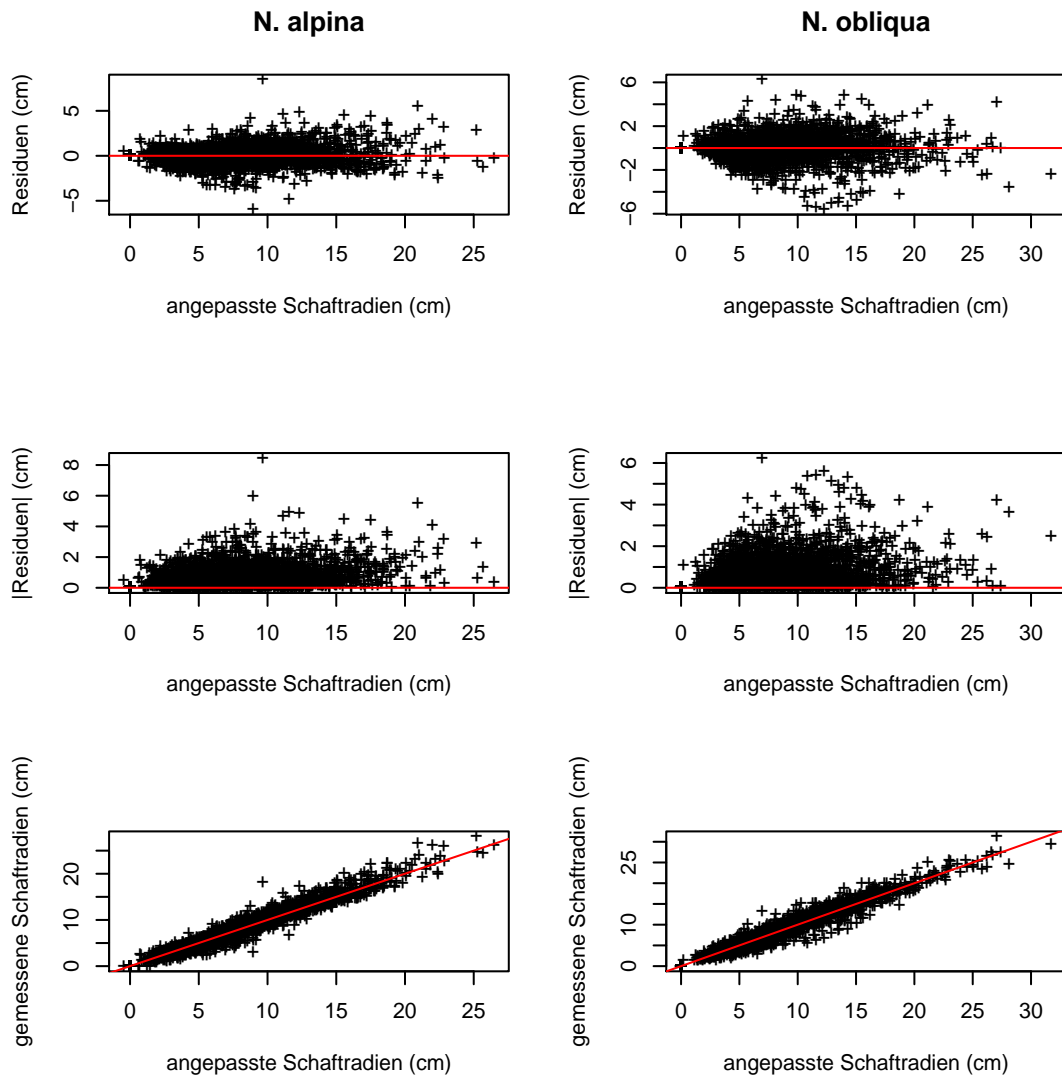 N. alpina
N. obliqua
Residuen (cm)
5
0
−5
0 5 10 15 20 25
angepasste Schaftradien (cm)
Residuen (cm)
6
2
−2
−6
0 5 10 15 20 25 30
angepasste Schaftradien (cm)
|Residuen| (cm)
8
6
4
2
0
0 5 10 15 20 25
angepasste Schaftradien (cm)
|Residuen| (cm)
6
4
2
0
0 5 10 15 20 25 30
angepasste Schaftradien (cm)
gemessene Schaftradien (cm)
20
10
0
0 5 10 15 20 25
angepasste Schaftradien (cm)
gemessene Schaftradien (cm)
25
10
0
0 5 10 15 20 25 30
angepasste Schaftradien (cm)